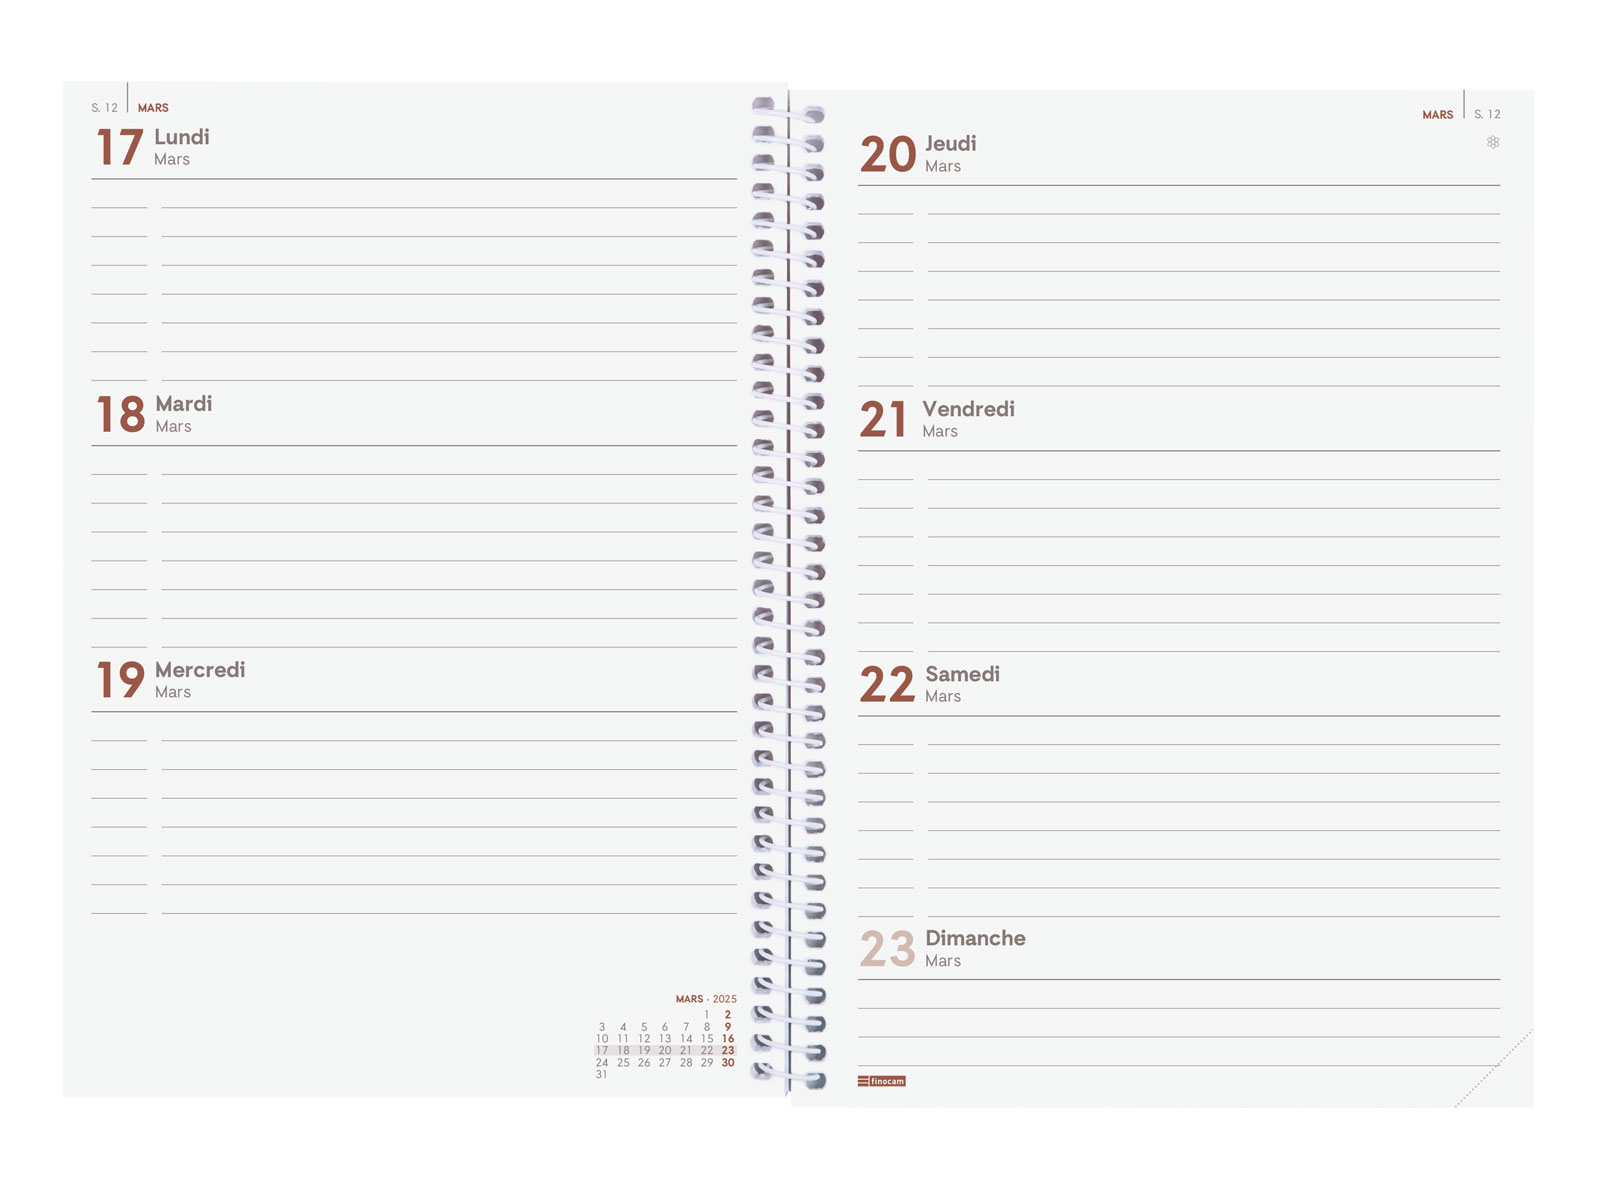 S. 12 MARS
17 Lundi
Mars
18 Mardi
Mars
19 Mercredi
Mars
MARS - 2025
1 2
3 4 5 6 7 8 9
10 11 12 13 14 15 16
17 18 19 20 21 22 23
24 25 26 27 28 29 30
31
MARS S. 12
20 Jeudi
Mars
21 Vendredi
Mars
22 Samedi
Mars
23 Dimanche
Mars
finocam